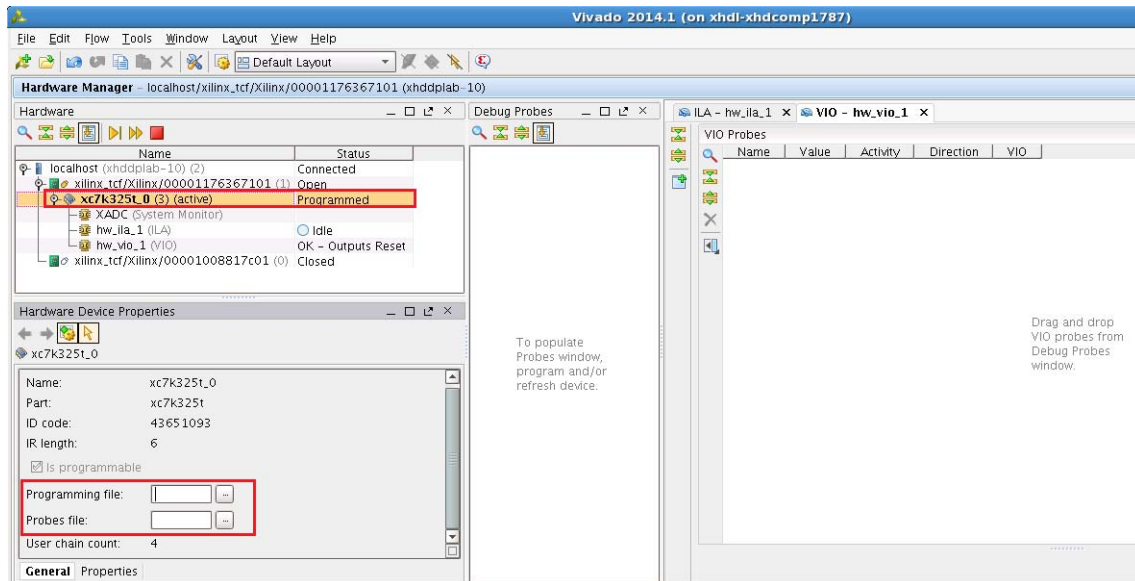 Vivado 2014.1 (on xhdl-xhdcomp1787)
File Edit Flow Tools Window Layout View Help
Default Layout
Hardware Manager - localhost/xilinx_tcf/Xilinx/00001176367101 (xhddplab-10)
Hardware
Name Status
localhost (xhddplab-10) (2) Connected
xilinx_tcf/Xilinx/00001176367101 (1) Open
xc7k325t_0 (3) (active) Programmed
XADC (System Monitor)
hw_ila_1 (ILA) Idle
hw_vio_1 (VIO) OK - Outputs Reset
xilinx_tcf/Xilinx/00001008817c01 (0) Closed
Hardware Device Properties
xc7k325t_0
Name: xc7k325t_0
Part: xc7k325t
ID code: 43651093
IR length: 6
Is programmable
Programming file:
Probes file:
User chain count: 4
General Properties
Debug Probes
To populate
Probes window,
program and/or
refresh device.
ILA - hw_ila_1 VIO - hw_vio_1
VIO Probes
Name Value Activity Direction VIO
Drag and drop
VIO probes from
Debug Probes
window.